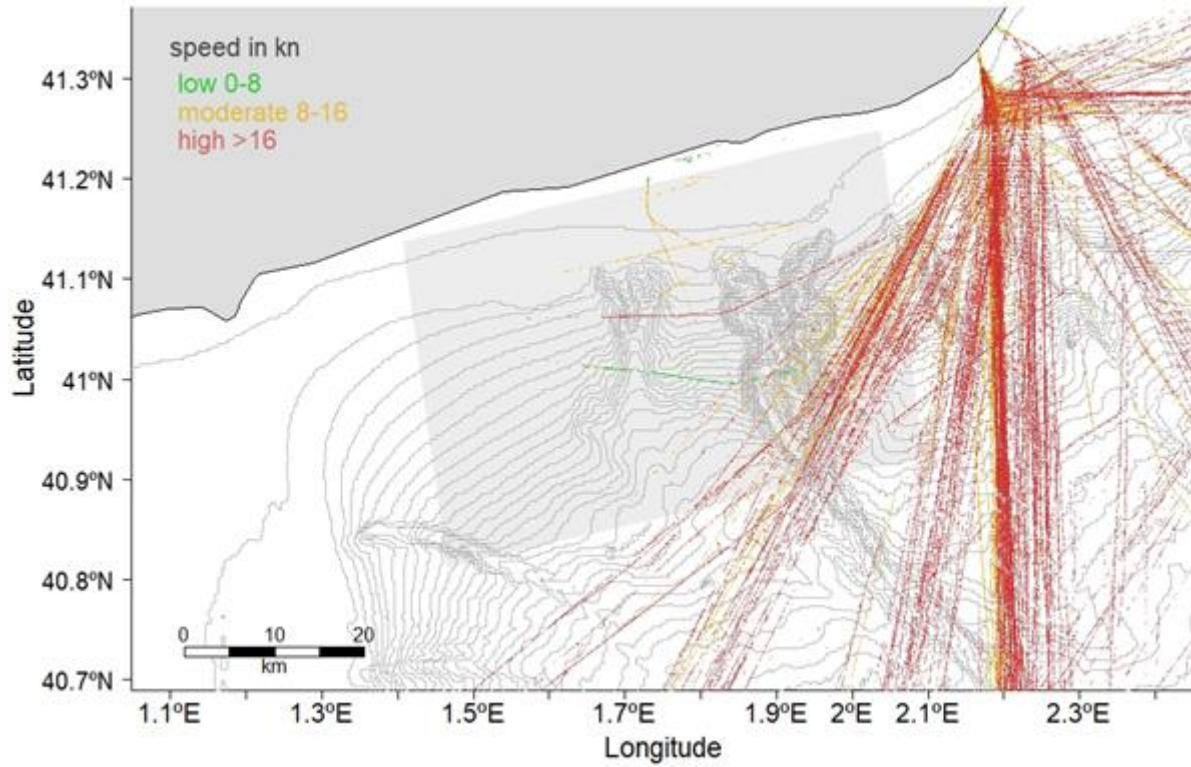 speed in kn
low 0-8
moderate 8-16
high >16
41.3ºN
41.2ºN
41.1ºN
41ºN
40.9ºN
40.8ºN
40.7ºN
Latitude
0 10 20
km
1.1ºE 1.3ºE 1.5ºE 1.7ºE 1.9ºE 2ºE 2.1ºE 2.3ºE
Longitude